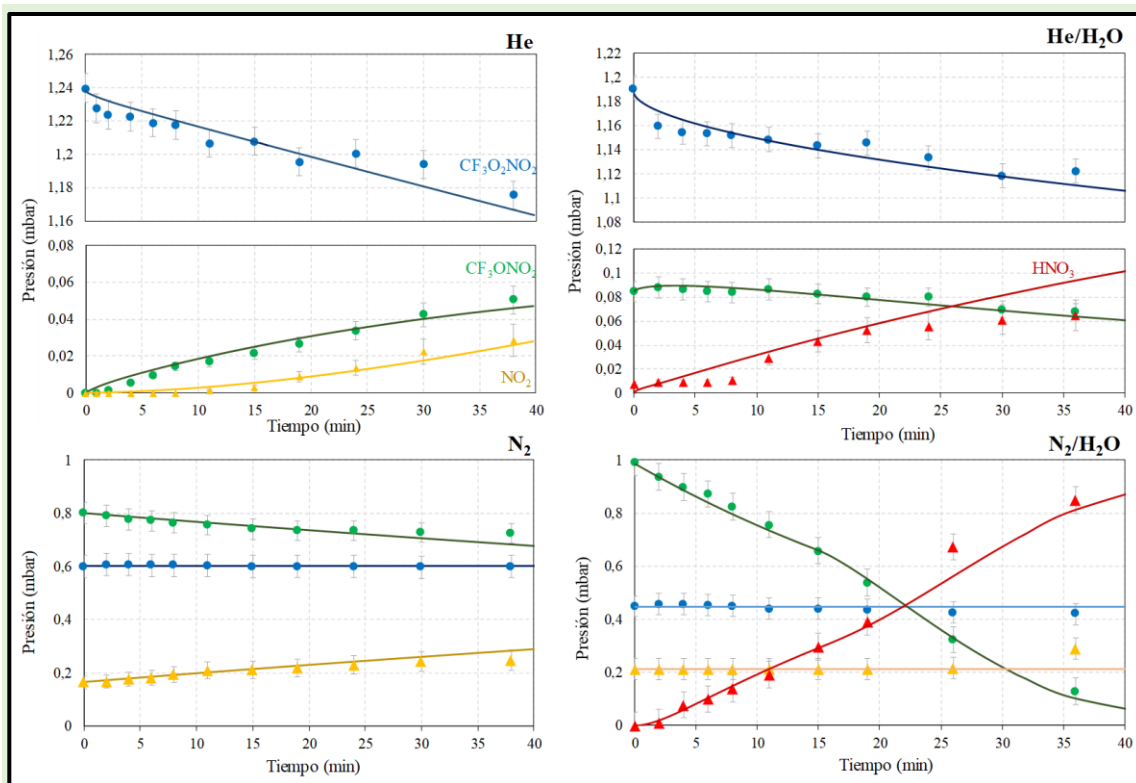 He
1,26
1,24
1,22
1,2
1,18
1,16
CF₃O₂NO₂
0,08
0,06
0,04
0,02
0
CF₃ONO₂
NO₂
Presión (mbar)
0 5 10 15 20 25 30 35 40
Tiempo (min)
He/H₂O
1,2
1,18
1,16
1,14
1,12
1,1
1,08
0,12
0,1
0,08
0,06
0,04
0,02
0
HNO₃
Presión (mbar)
0 5 10 15 20 25 30 35 40
Tiempo (min)
N₂
1
0,8
0,6
0,4
0,2
0
Presión (mbar)
0 5 10 15 20 25 30 35 40
Tiempo (min)
N₂/H₂O
1
0,8
0,6
0,4
0,2
0
Presión (mbar)
0 5 10 15 20 25 30 35 40
Tiempo (min)